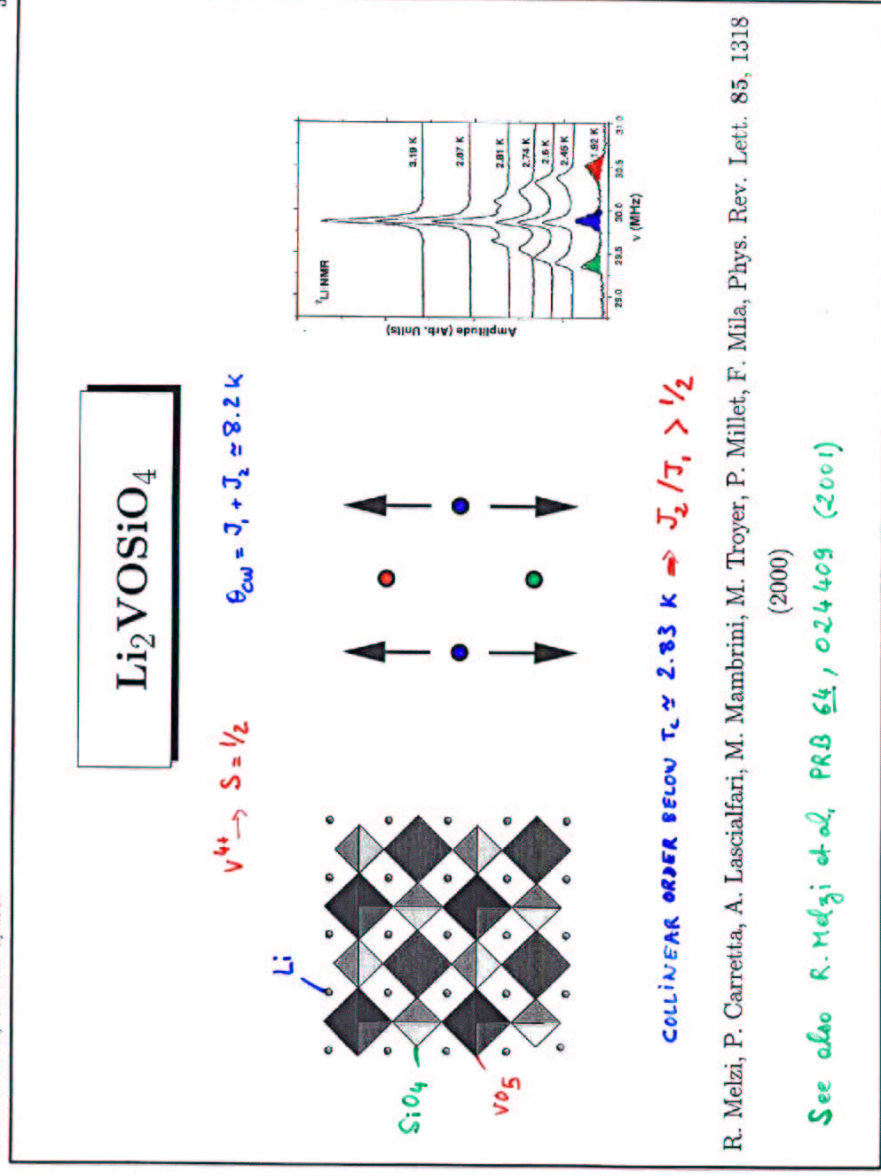 Li2VOSiO4
V4+ → S = 1/2
θCW = J1 + J2 ≃ 8.2 K
Li
SiO4
VO5
7Li NMR
3.19 K
2.87 K
2.81 K
2.74 K
2.6 K
2.45 K
1.92 K
Amplitude (Arb. Units)
29.0 29.5 30.0 30.5 31.0
ν (MHz)
COLLINEAR ORDER BELOW Tc ≃ 2.83 K ⇒ J2/J1 > 1/2
R. Melzi, P. Carretta, A. Lascialfari, M. Mambrini, M. Troyer, P. Millet, F. Mila, Phys. Rev. Lett. 85, 1318
(2000)
See also R. Melzi et al, PRB 64, 024409 (2001)